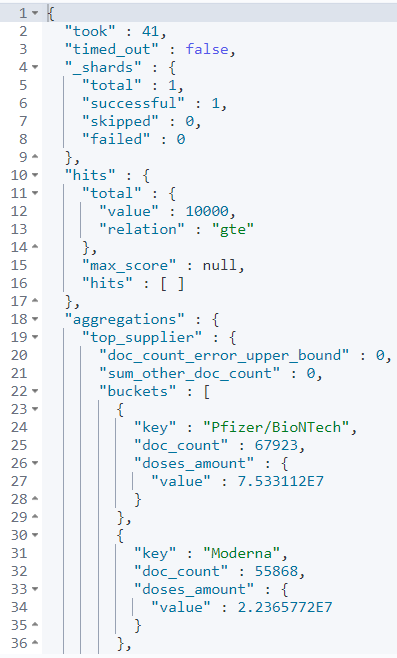 1 {
2 "took" : 41,
3 "timed_out" : false,
4 "_shards" : {
5 "total" : 1,
6 "successful" : 1,
7 "skipped" : 0,
8 "failed" : 0
9 },
10 "hits" : {
11 "total" : {
12 "value" : 10000,
13 "relation" : "gte"
14 },
15 "max_score" : null,
16 "hits" : [ ]
17 },
18 "aggregations" : {
19 "top_supplier" : {
20 "doc_count_error_upper_bound" : 0,
21 "sum_other_doc_count" : 0,
22 "buckets" : [
23 {
24 "key" : "Pfizer/BioNTech",
25 "doc_count" : 67923,
26 "doses_amount" : {
27 "value" : 7.533112E7
28 }
29 },
30 {
31 "key" : "Moderna",
32 "doc_count" : 55868,
33 "doses_amount" : {
34 "value" : 2.2365772E7
35 }
36 },